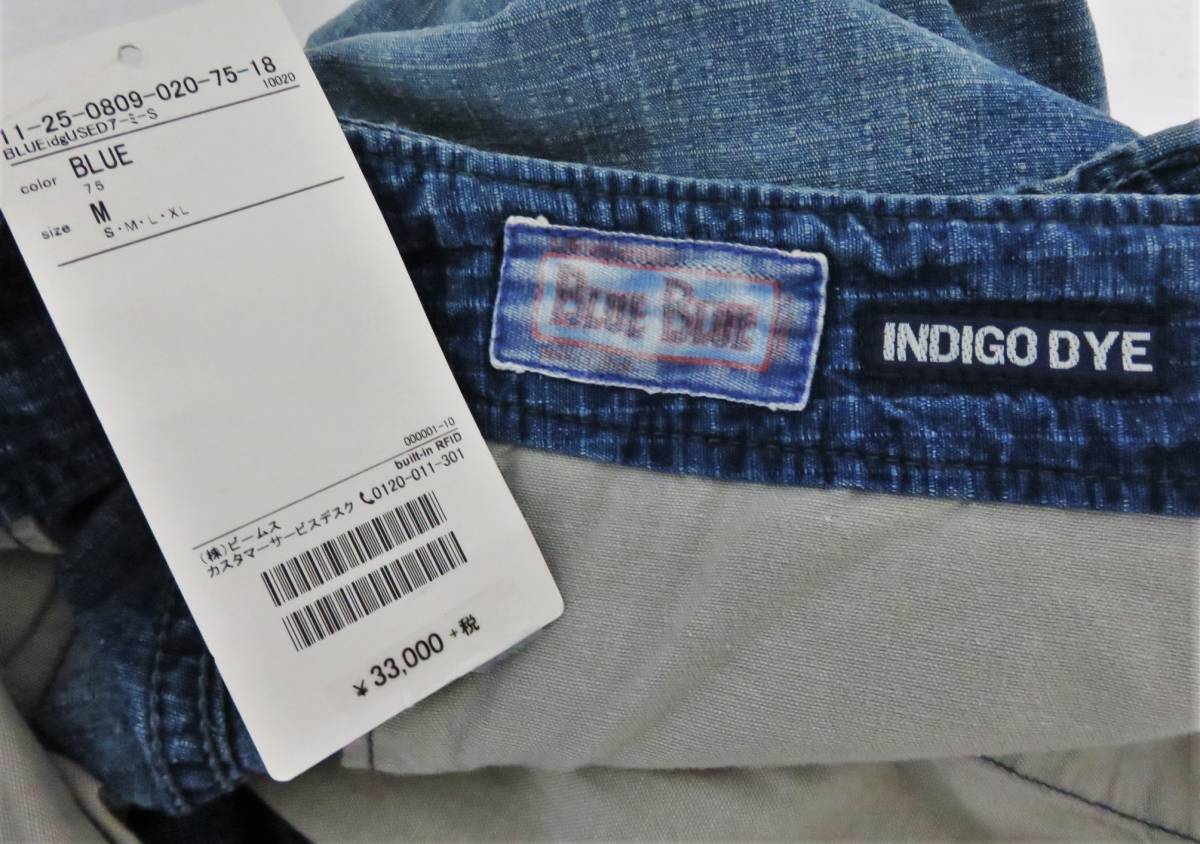 11-25-0809-020-75-18
10020
BLUEidgUSEDアーミーS
color BLUE
75
size M
S・M・L・XL
000001-10
built-in RFID
(株)ビームス
カスタマーサービスデスク 0120-011-301
¥33,000 +税
BLUE BLUE
INDIGO DYE